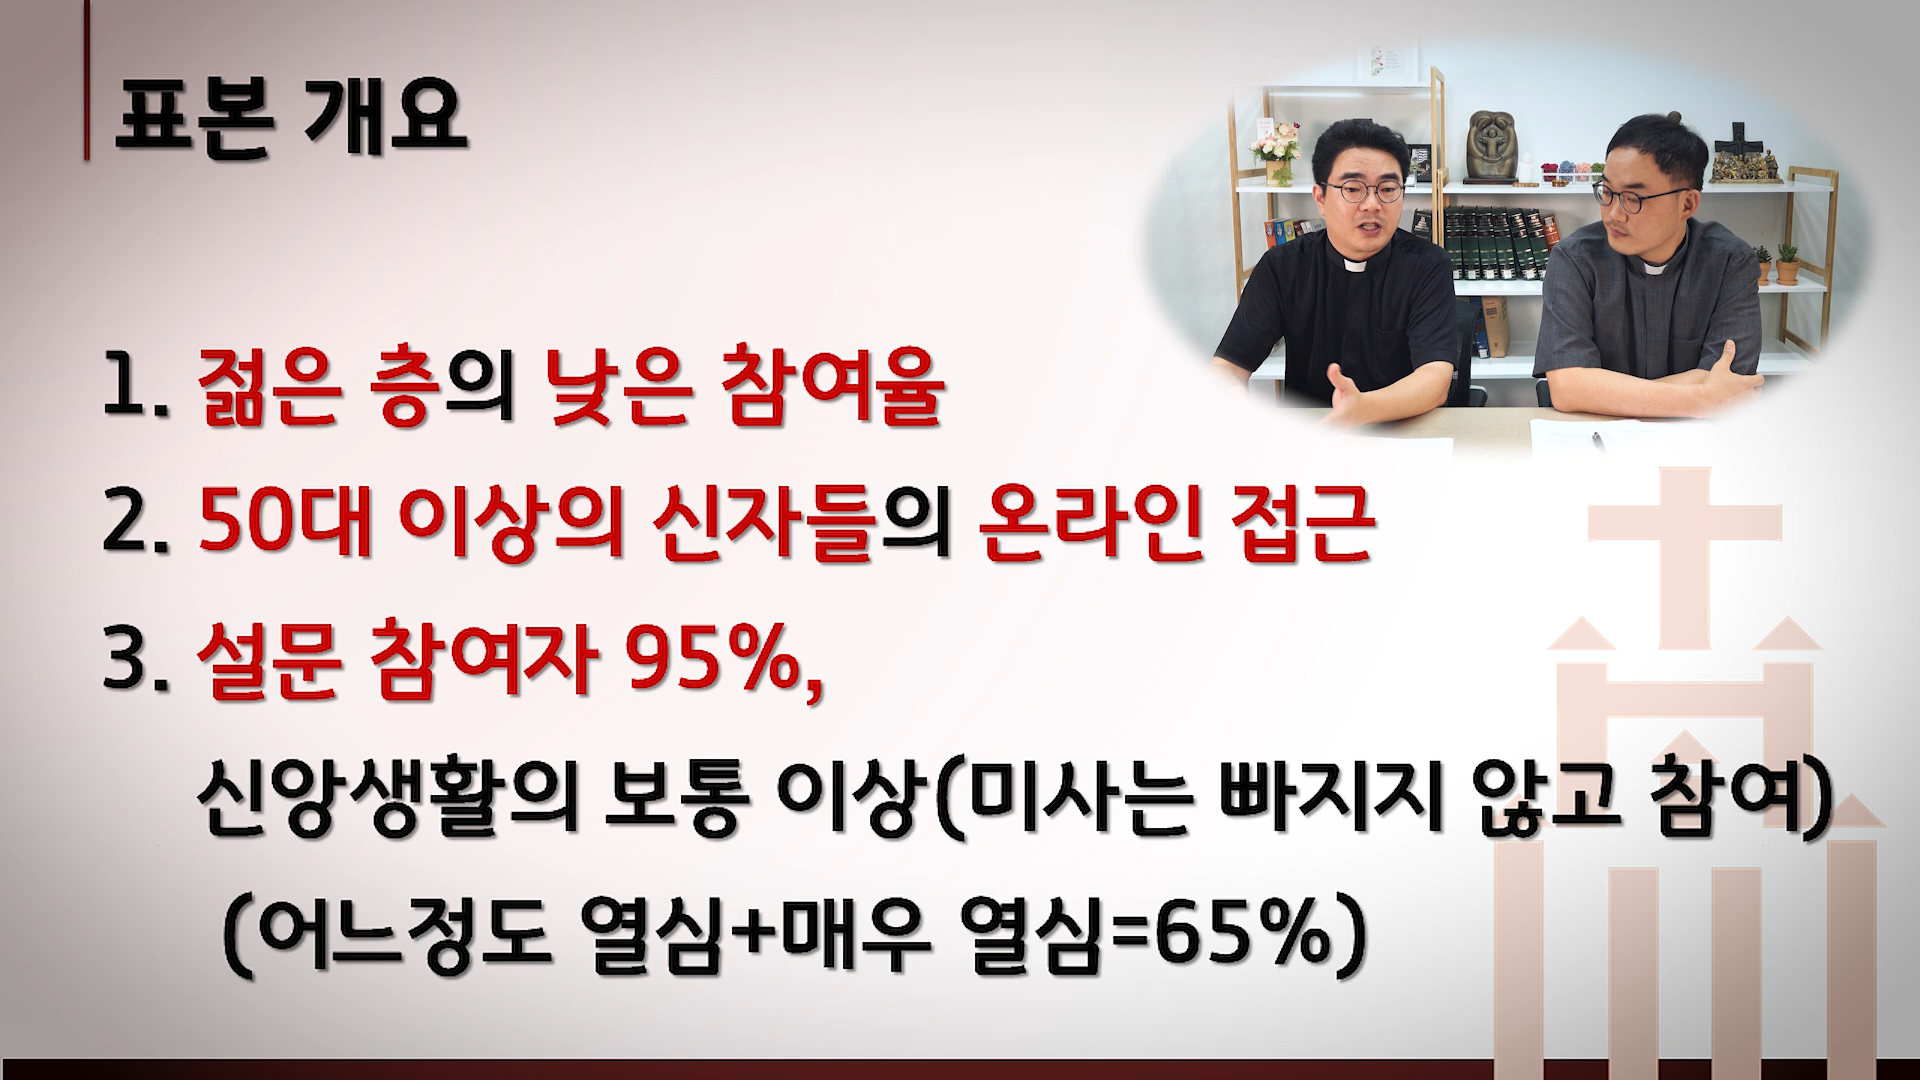 표본 개요
1. 젊은 층의 낮은 참여율
2. 50대 이상의 신자들의 온라인 접근
3. 설문 참여자 95%,
신앙생활의 보통 이상(미사는 빠지지 않고 참여)
(어느정도 열심+매우 열심=65%)